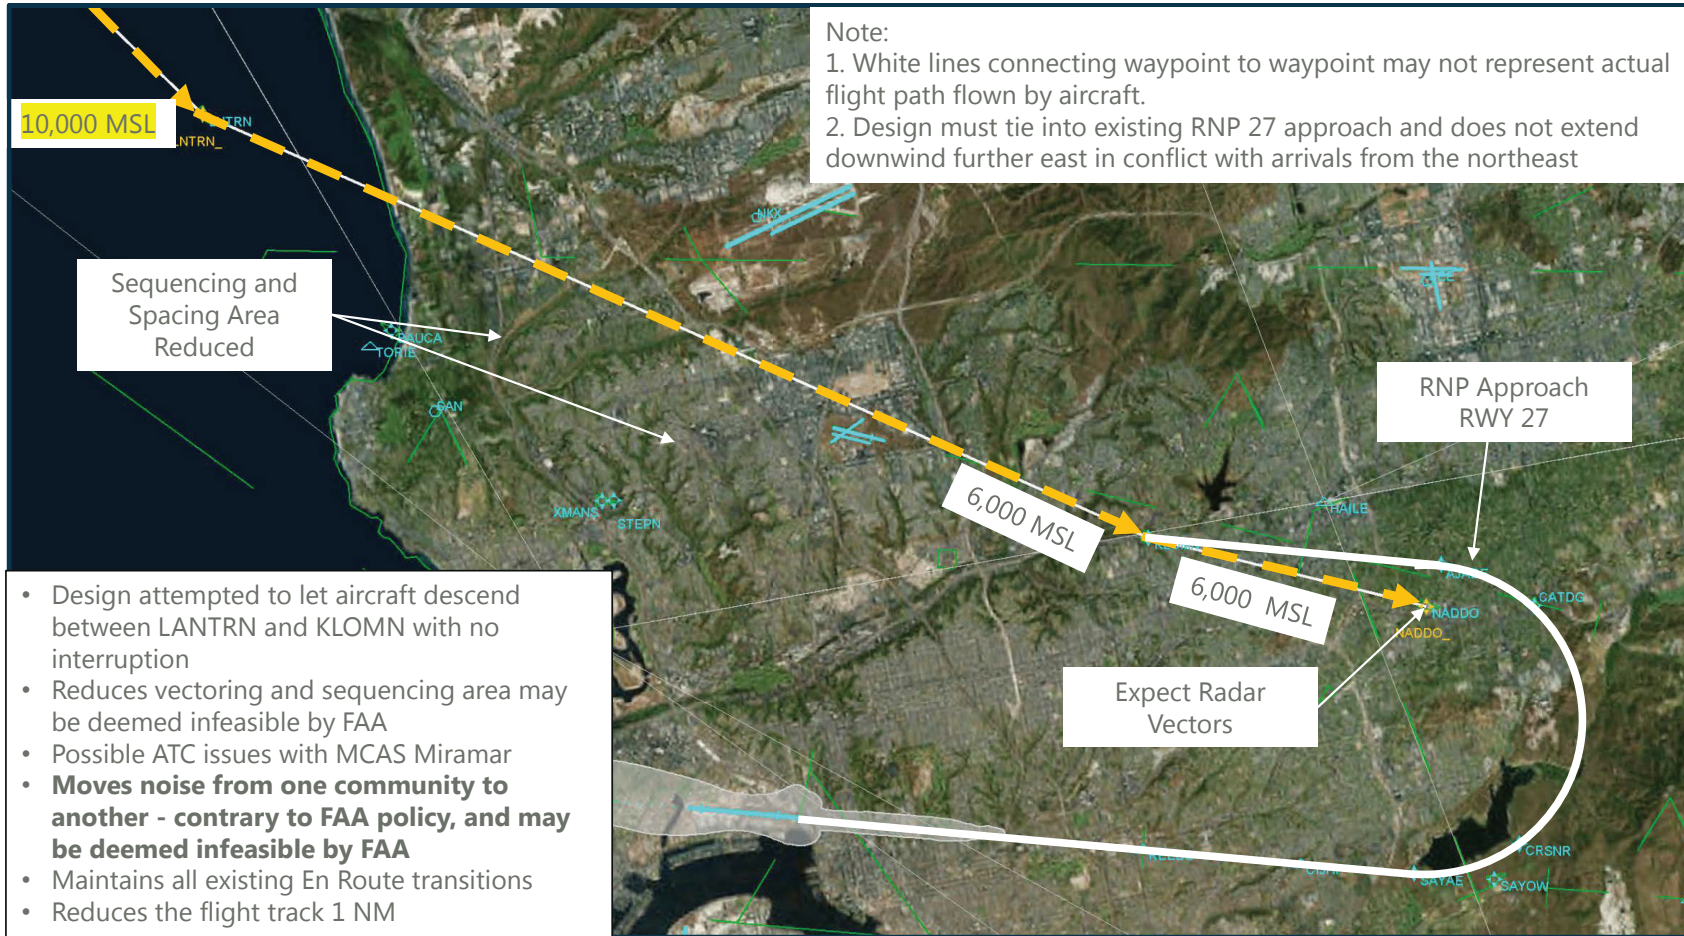 Note:
1. White lines connecting waypoint to waypoint may not represent actual
flight path flown by aircraft.
2. Design must tie into existing RNP 27 approach and does not extend
downwind further east in conflict with arrivals from the northeast
10,000 MSL
LNTRN_
NKX
Sequencing and
Spacing Area
Reduced
TORIE
SAN
XMANS
STEPN
RNP Approach
RWY 27
HAILE
6,000 MSL
6,000 MSL
CATDG
NADDO
NADDO_
Expect Radar
Vectors
• Design attempted to let aircraft descend
between LANTRN and KLOMN with no
interruption
• Reduces vectoring and sequencing area may
be deemed infeasible by FAA
• Possible ATC issues with MCAS Miramar
• Moves noise from one community to
another - contrary to FAA policy, and may
be deemed infeasible by FAA
• Maintains all existing En Route transitions
• Reduces the flight track 1 NM
CRSNR
SAYAE
SAYOW